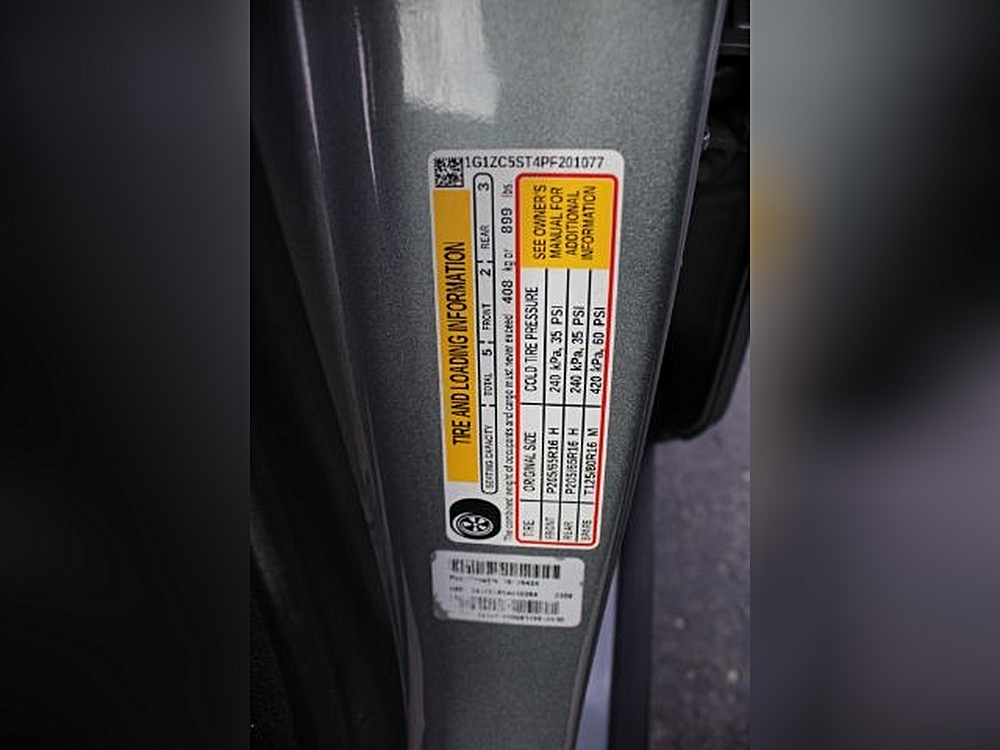 1G1ZC5ST4PF201077
TIRE AND LOADING INFORMATION
SEATING CAPACITY TOTAL 5 FRONT 2 REAR 3
The combined weight of occupants and cargo must never exceed 408 kg or 899 lbs
TIRE ORIGINAL SIZE COLD TIRE PRESSURE
FRONT P205/65R16 H 240 kPa, 35 PSI
REAR P205/65R16 H 240 kPa, 35 PSI
SPARE T125/80R16 M 420 kPa, 60 PSI
SEE OWNER'S
MANUAL FOR
ADDITIONAL
INFORMATION